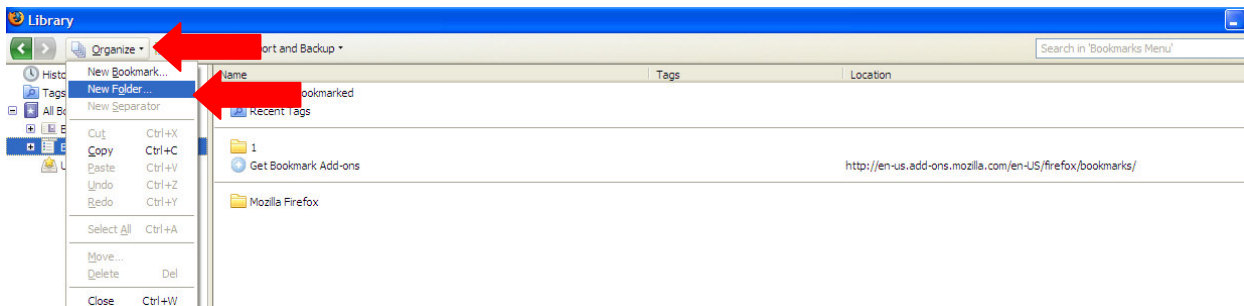 Library
Organize ort and Backup Search in 'Bookmarks Menu'
Histo New Bookmark... Name Tags Location
Tags New Folder... ookmarked
All Bo New Separator Recent Tags
Cut Ctrl+X
Copy Ctrl+C 1
Paste Ctrl+V Get Bookmark Add-ons http://en-us.add-ons.mozilla.com/en-US/firefox/bookmarks/
Undo Ctrl+Z
Redo Ctrl+Y Mozilla Firefox
Select All Ctrl+A
Move...
Delete Del
Close Ctrl+W